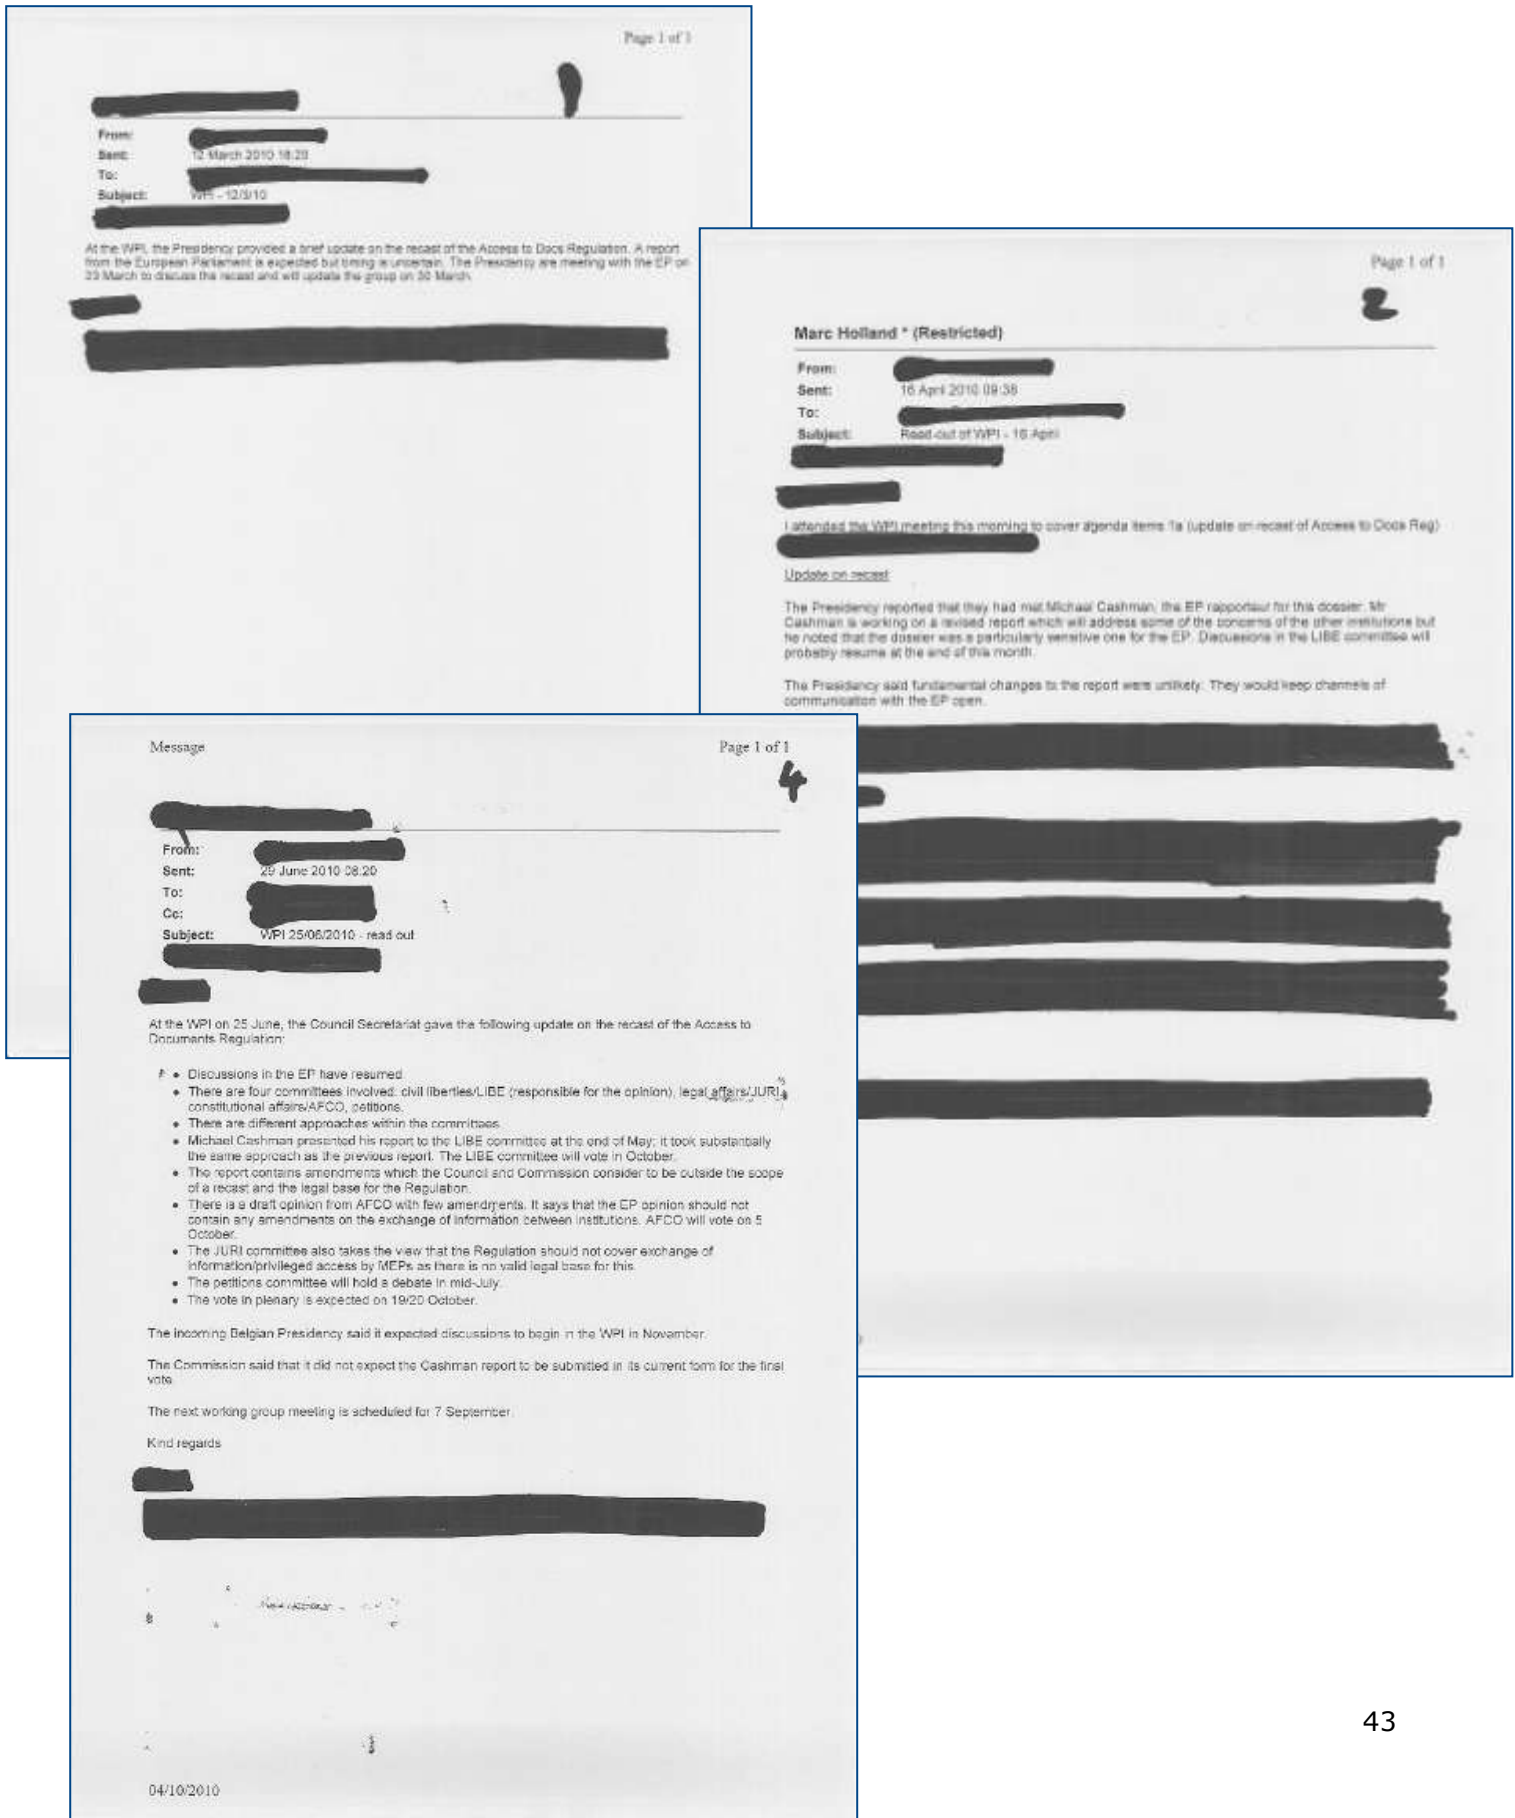 Page 1 of 1
From:
Sent: 12 March 2010 18:28
To:
Subject: WPI - 12/3/10
At the WPI, the Presidency provided a brief update on the recast of the Access to Docs Regulation. A report
from the European Parliament is expected but timing is uncertain. The Presidency are meeting with the EP on
23 March to discuss the recast and will update the group on 30 March.
Page 1 of 1
2
Marc Holland * (Restricted)
From:
Sent: 16 April 2010 09:38
To:
Subject: Read-out of WPI - 16 April
I attended the WPI meeting this morning to cover agenda items 1a (update on recast of Access to Docs Reg)
Update on recast
The Presidency reported that they had met Michael Cashman, the EP rapporteur for this dossier. Mr
Cashman is working on a revised report which will address some of the concerns of the other institutions but
he noted that the dossier was a particularly sensitive one for the EP. Discussions in the LIBE committee will
probably resume at the end of this month.
The Presidency said fundamental changes to the report were unlikely. They would keep channels of
communication with the EP open.
Message Page 1 of 1
4
From:
Sent: 29 June 2010 08:20
To:
Cc:
Subject: WPI 25/06/2010 - read out
At the WPI on 25 June, the Council Secretariat gave the following update on the recast of the Access to
Documents Regulation:
• Discussions in the EP have resumed
• There are four committees involved: civil liberties/LIBE (responsible for the opinion), legal affairs/JURI,
constitutional affairs/AFCO, petitions.
• There are different approaches within the committees
• Michael Cashman presented his report to the LIBE committee at the end of May; it took substantially
the same approach as the previous report. The LIBE committee will vote in October.
• The report contains amendments which the Council and Commission consider to be outside the scope
of a recast and the legal base for the Regulation.
• There is a draft opinion from AFCO with few amendments. It says that the EP opinion should not
contain any amendments on the exchange of information between institutions. AFCO will vote on 5
October.
• The JURI committee also takes the view that the Regulation should not cover exchange of
information/privileged access by MEPs as there is no valid legal base for this.
• The petitions committee will hold a debate in mid-July.
• The vote in plenary is expected on 19/20 October.
The incoming Belgian Presidency said it expected discussions to begin in the WPI in November.
The Commission said that it did not expect the Cashman report to be submitted in its current form for the final
vote.
The next working group meeting is scheduled for 7 September.
Kind regards
04/10/2010
43